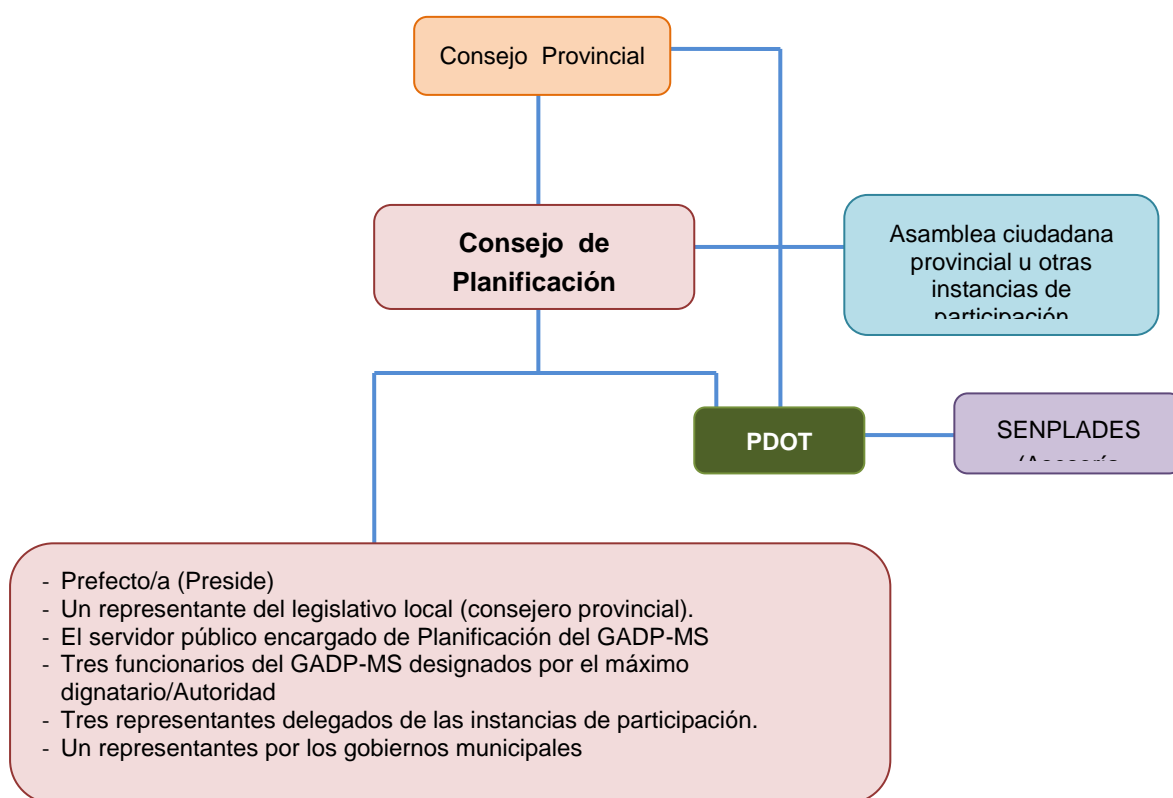 Consejo Provincial
Consejo de
Planificación
Asamblea ciudadana
provincial u otras
instancias de
participación
PDOT
SENPLADES
(Asesoría
- Prefecto/a (Preside)
- Un representante del legislativo local (consejero provincial).
- El servidor público encargado de Planificación del GADP-MS
- Tres funcionarios del GADP-MS designados por el máximo
dignatario/Autoridad
- Tres representantes delegados de las instancias de participación.
- Un representantes por los gobiernos municipales